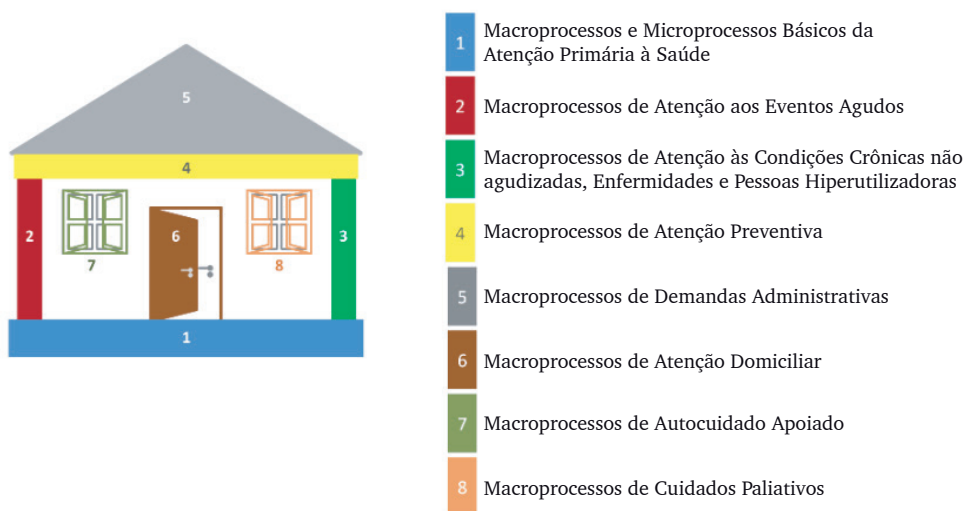 5
4
2
7
6
8
3
1
1 Macroprocessos e Microprocessos Básicos da
Atenção Primária à Saúde
2 Macroprocessos de Atenção aos Eventos Agudos
3 Macroprocessos de Atenção às Condições Crônicas não
agudizadas, Enfermidades e Pessoas Hiperutilizadoras
4 Macroprocessos de Atenção Preventiva
5 Macroprocessos de Demandas Administrativas
6 Macroprocessos de Atenção Domiciliar
7 Macroprocessos de Autocuidado Apoiado
8 Macroprocessos de Cuidados Paliativos